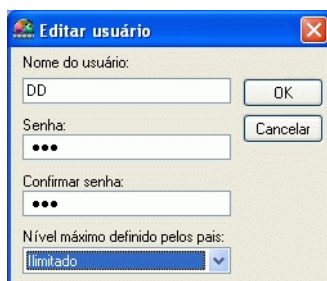 Editar usuário
Nome do usuário:
DD
OK
Senha:
•••
Cancelar
Confirmar senha:
•••
Nível máximo definido pelos pais:
Ilimitado